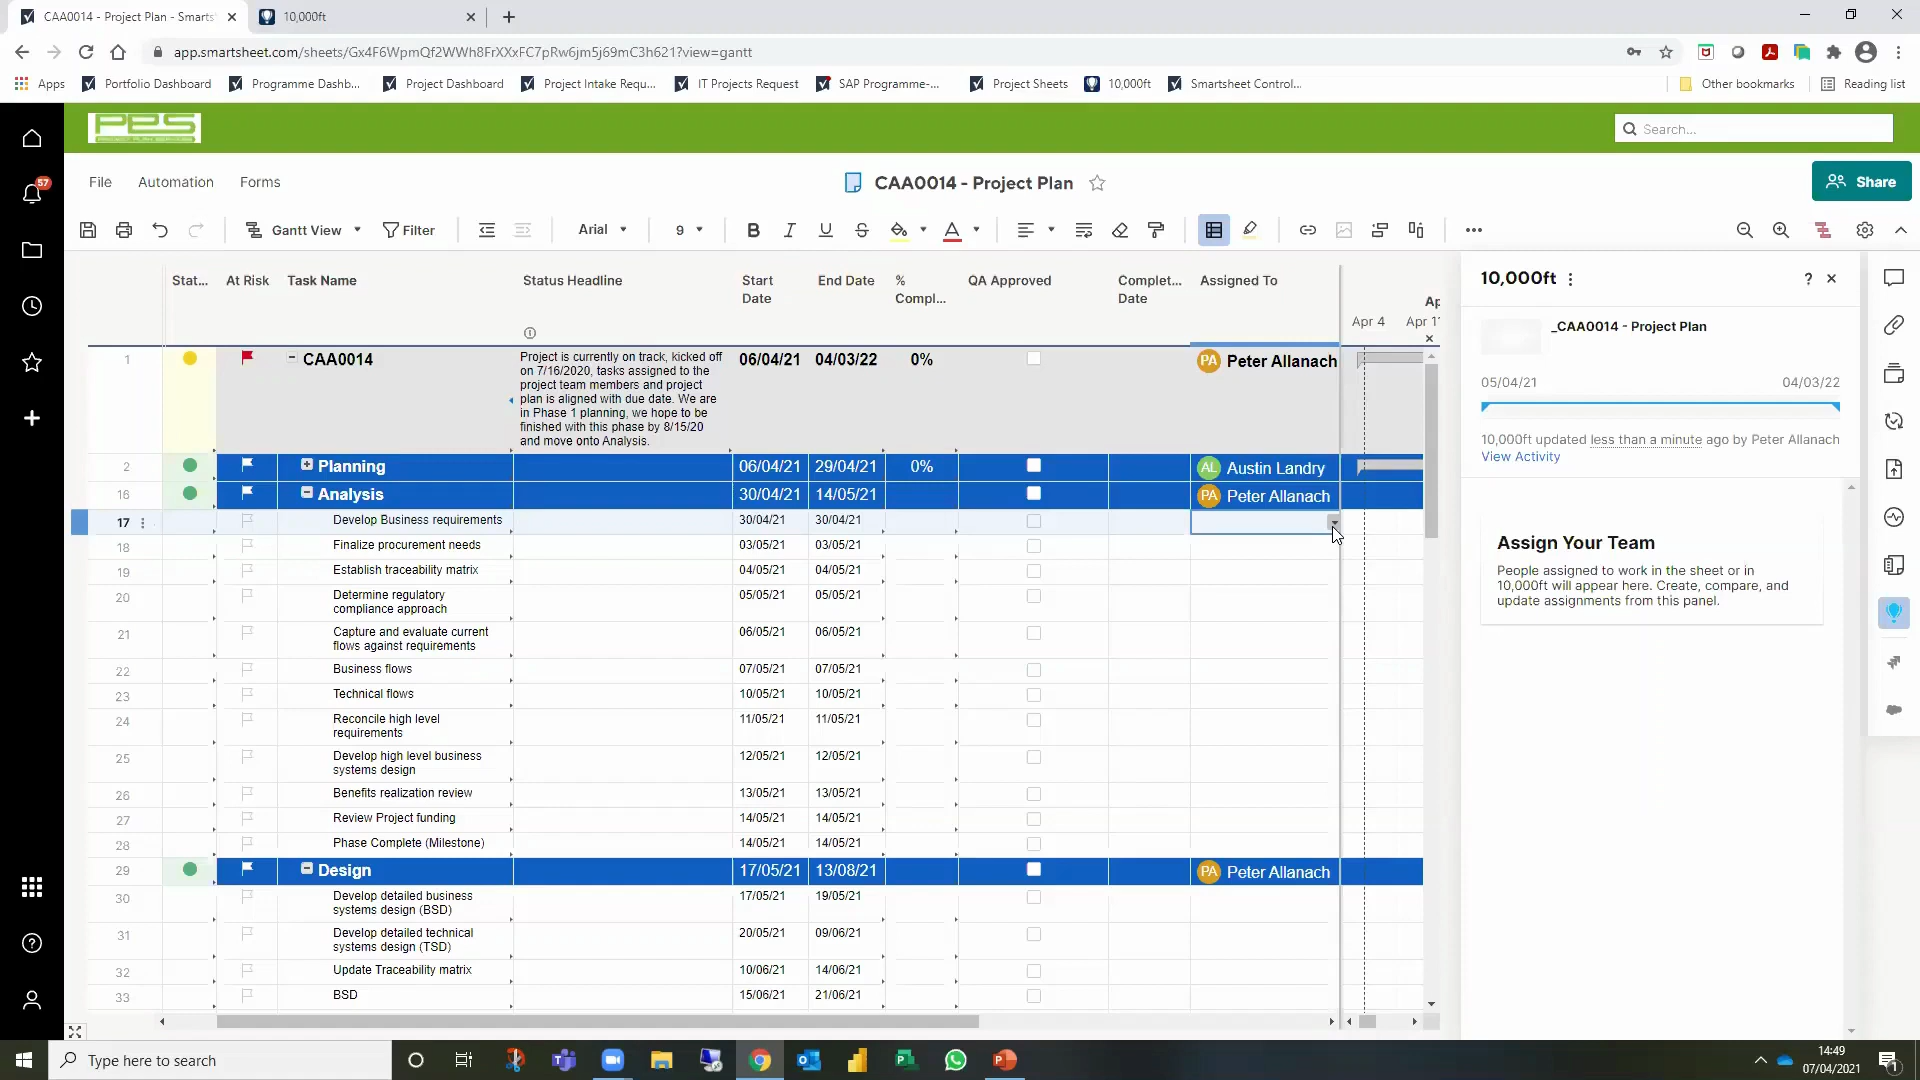 CAA0014 - Project Plan - Smarts
10,000ft
app.smartsheet.com/sheets/Gx4F6WpmQf2WWh8FrXXxFC7pRw6jm5j69mC3h621?view=gantt
Apps
Portfolio Dashboard
Programme Dashb...
Project Dashboard
Project Intake Requ...
IT Projects Request
SAP Programme-...
Project Sheets
10,000ft
Smartsheet Control...
Other bookmarks
Reading list
PES
Search...
57
File
Automation
Forms
CAA0014 - Project Plan
Share
Gantt View
Filter
Arial
9
B I U S A
Stat...
At Risk
Task Name
Status Headline
Start Date
End Date
% Compl...
QA Approved
Complet... Date
Assigned To
Ap
Apr 4
Apr 1
1 CAA0014
Project is currently on track, kicked off
on 7/16/2020, tasks assigned to the
project team members and project
plan is aligned with due date. We are
in Phase 1 planning, we hope to be
finished with this phase by 8/15/20
and move onto Analysis.
06/04/21 04/03/22 0% PA Peter Allanach
2 Planning 06/04/21 29/04/21 0% AL Austin Landry
16 Analysis 30/04/21 14/05/21 PA Peter Allanach
17 Develop Business requirements 30/04/21 30/04/21
18 Finalize procurement needs 03/05/21 03/05/21
19 Establish traceability matrix 04/05/21 04/05/21
20 Determine regulatory 05/05/21 05/05/21
compliance approach
21 Capture and evaluate current 06/05/21 06/05/21
flows against requirements
22 Business flows 07/05/21 07/05/21
23 Technical flows 10/05/21 10/05/21
24 Reconcile high level 11/05/21 11/05/21
requirements
25 Develop high level business 12/05/21 12/05/21
systems design
26 Benefits realization review 13/05/21 13/05/21
27 Review Project funding 14/05/21 14/05/21
28 Phase Complete (Milestone) 14/05/21 14/05/21
29 Design 17/05/21 13/08/21 PA Peter Allanach
30 Develop detailed business 17/05/21 19/05/21
systems design (BSD)
31 Develop detailed technical 20/05/21 09/06/21
systems design (TSD)
32 Update Traceability matrix 10/06/21 14/06/21
33 BSD 15/06/21 21/06/21
10,000ft
_CAA0014 - Project Plan
05/04/21
04/03/22
10,000ft updated less than a minute ago by Peter Allanach
View Activity
Assign Your Team
People assigned to work in the sheet or in
10,000ft will appear here. Create, compare, and
update assignments from this panel.
Type here to search
14:49
07/04/2021
1